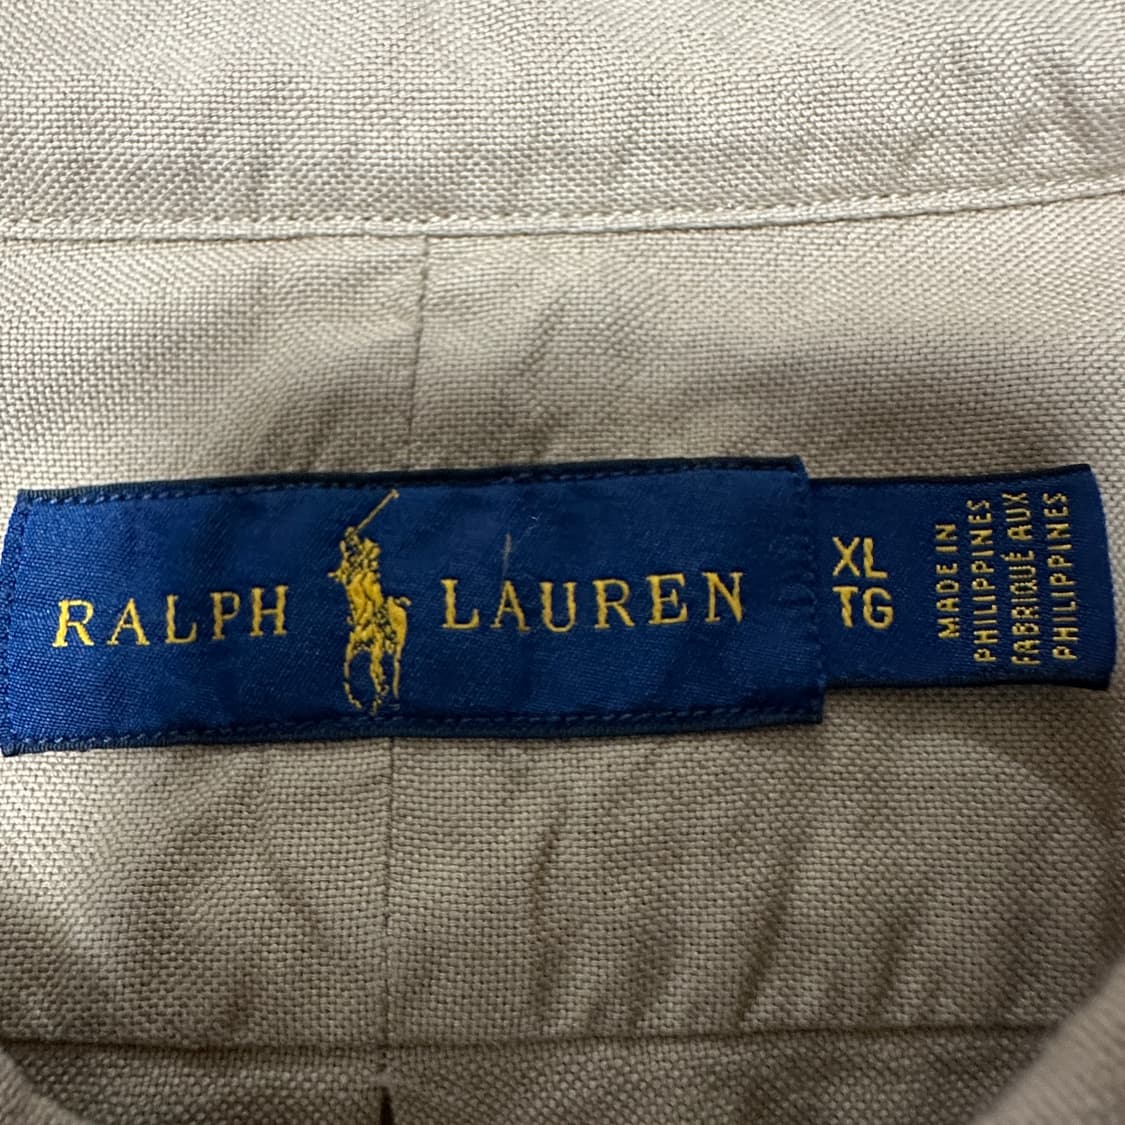 RALPH LAUREN
XL
TG
MADE IN
PHILIPPINES
FABRIQUÉ AUX
PHILIPPINES